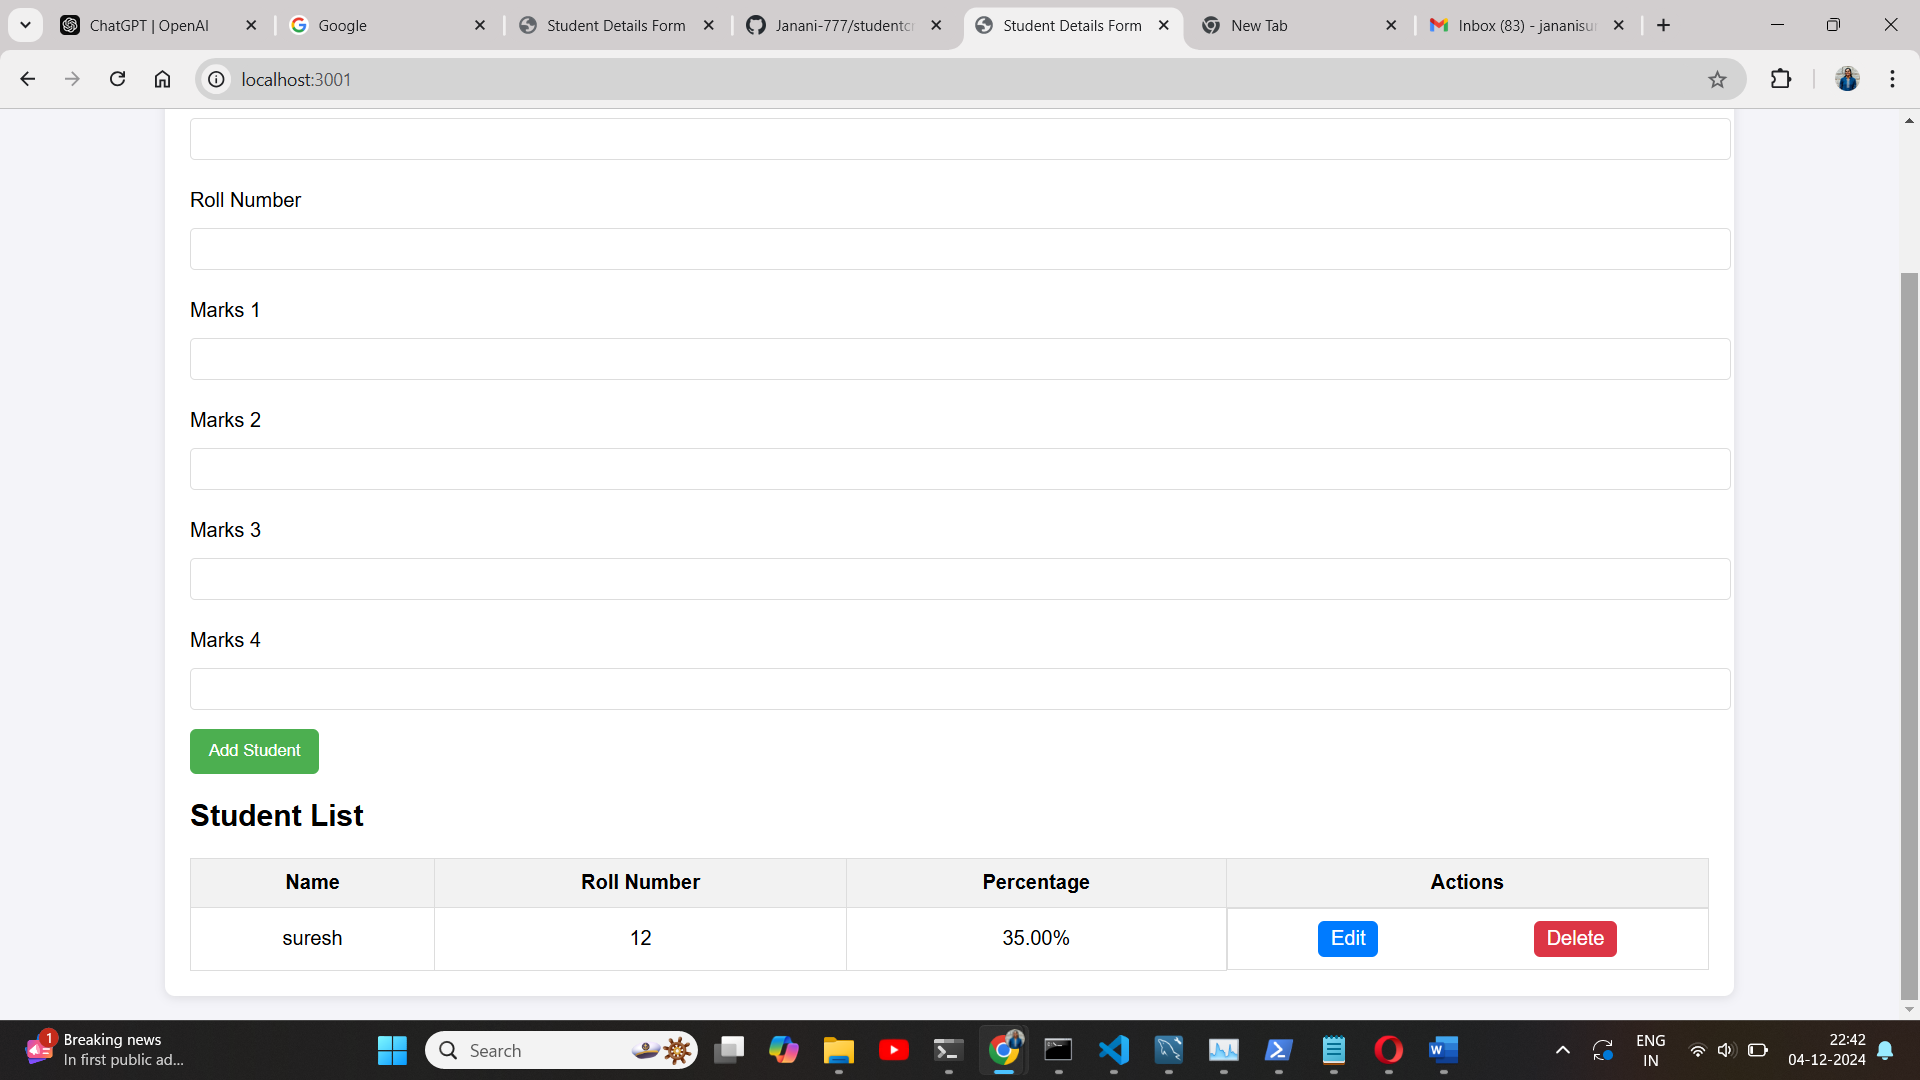 ChatGPT | OpenAI
Google
Student Details Form
Janani-777/studentcr
Student Details Form
New Tab
Inbox (83) - jananisur
localhost:3001
Roll Number
Marks 1
Marks 2
Marks 3
Marks 4
Add Student
Student List
Name Roll Number Percentage Actions
suresh 12 35.00% Edit Delete
1
Breaking news
In first public ad...
Search
ENG
IN
22:42
04-12-2024